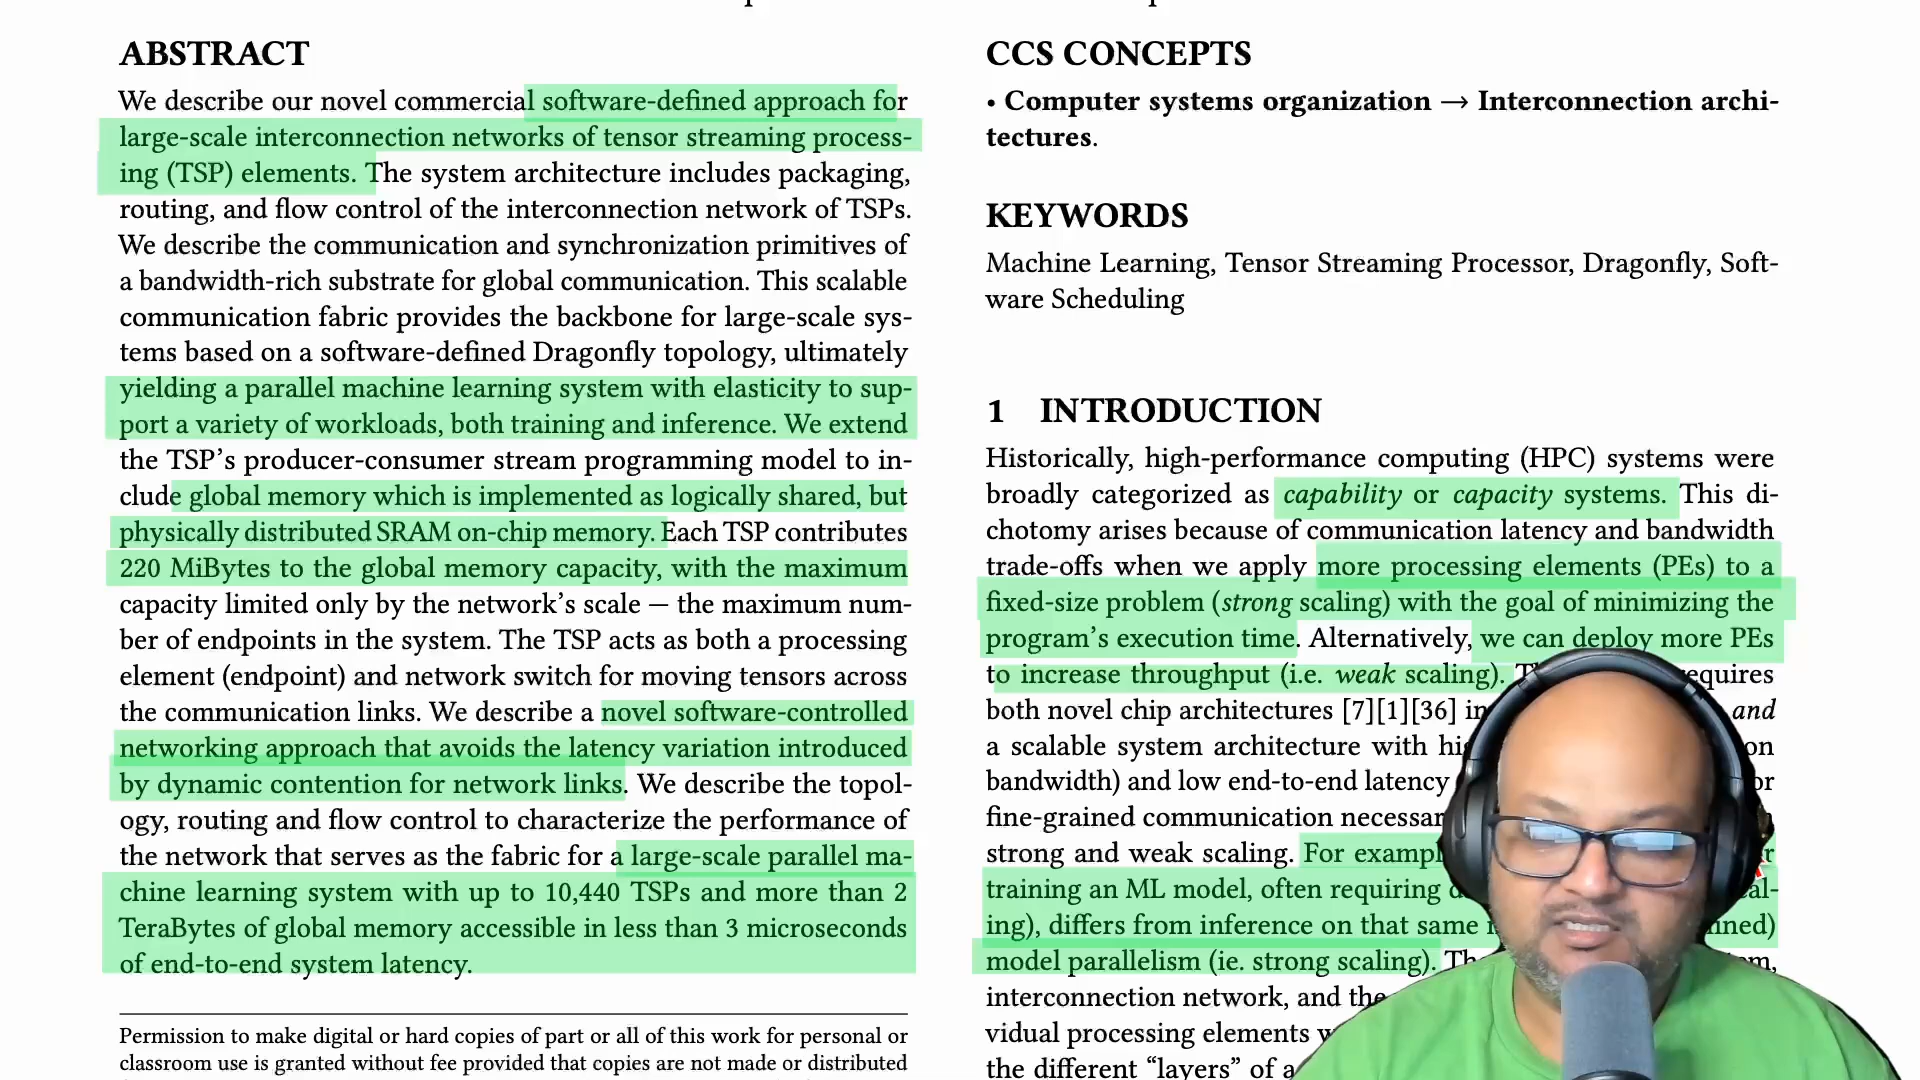 ABSTRACT
We describe our novel commercial software-defined approach for
large-scale interconnection networks of tensor streaming process-
ing (TSP) elements. The system architecture includes packaging,
routing, and flow control of the interconnection network of TSPs.
We describe the communication and synchronization primitives of
a bandwidth-rich substrate for global communication. This scalable
communication fabric provides the backbone for large-scale sys-
tems based on a software-defined Dragonfly topology, ultimately
yielding a parallel machine learning system with elasticity to sup-
port a variety of workloads, both training and inference. We extend
the TSP’s producer-consumer stream programming model to in-
clude global memory which is implemented as logically shared, but
physically distributed SRAM on-chip memory. Each TSP contributes
220 MiBytes to the global memory capacity, with the maximum
capacity limited only by the network’s scale — the maximum num-
ber of endpoints in the system. The TSP acts as both a processing
element (endpoint) and network switch for moving tensors across
the communication links. We describe a novel software-controlled
networking approach that avoids the latency variation introduced
by dynamic contention for network links. We describe the topol-
ogy, routing and flow control to characterize the performance of
the network that serves as the fabric for a large-scale parallel ma-
chine learning system with up to 10,440 TSPs and more than 2
TeraBytes of global memory accessible in less than 3 microseconds
of end-to-end system latency.
Permission to make digital or hard copies of part or all of this work for personal or
classroom use is granted without fee provided that copies are not made or distributed
CCS CONCEPTS
• Computer systems organization → Interconnection archi-
tectures.
KEYWORDS
Machine Learning, Tensor Streaming Processor, Dragonfly, Soft-
ware Scheduling
1 INTRODUCTION
Historically, high-performance computing (HPC) systems were
broadly categorized as capability or capacity systems. This di-
chotomy arises because of communication latency and bandwidth
trade-offs when we apply more processing elements (PEs) to a
fixed-size problem (strong scaling) with the goal of minimizing the
program’s execution time. Alternatively, we can deploy more PEs
to increase throughput (i.e. weak scaling).
both novel chip architectures [7][1][36] and
a scalable system architecture with
bandwidth) and low end-to-end latency
fine-grained communication
strong and weak scaling. For
training an ML model, often requiring
ing), differs from inference on that same
model parallelism (ie. strong scaling).
interconnection network, and the
vidual processing elements
the different “layers” of a